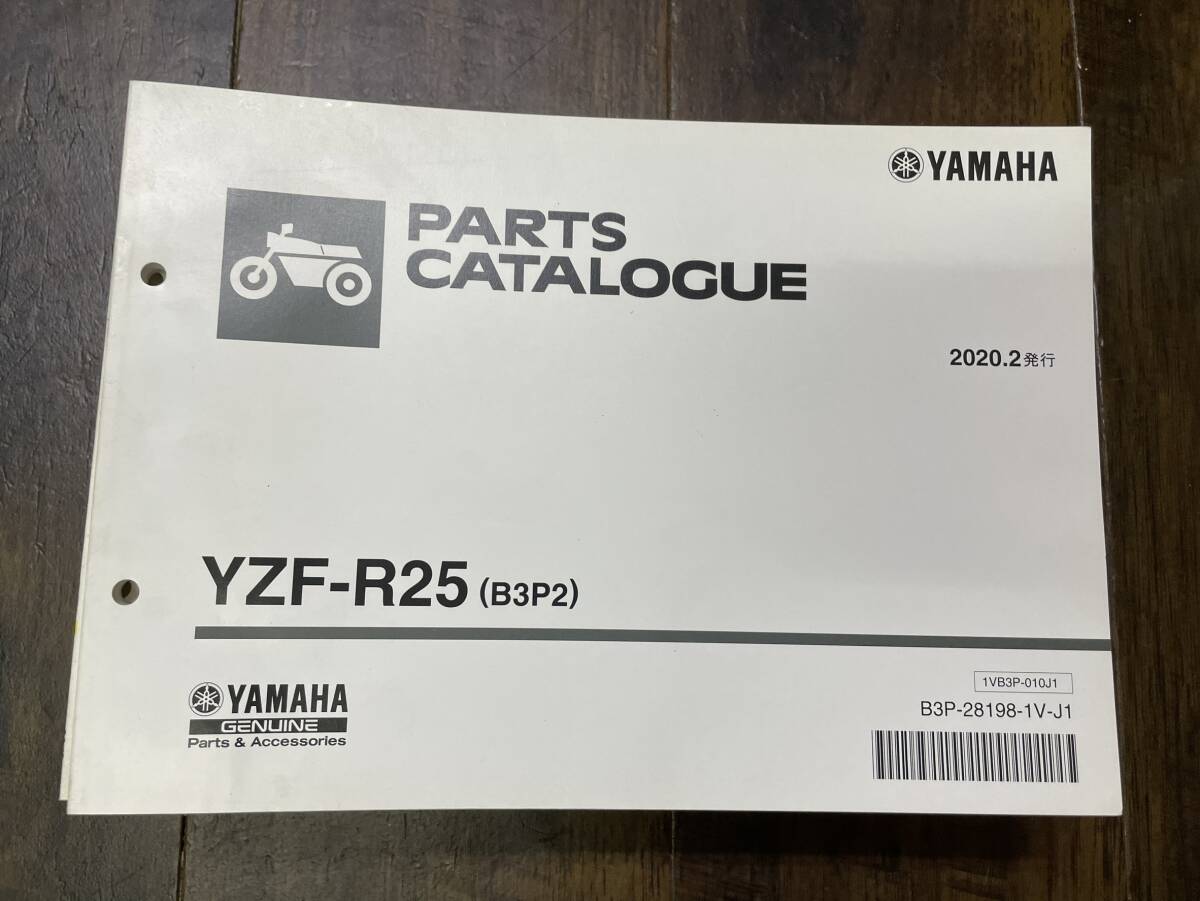 YAMAHA
PARTS
CATALOGUE
2020.2発行
YZF-R25 (B3P2)
1VB3P-010J1
B3P-28198-1V-J1
YAMAHA
GENUINE
Parts & Accessories